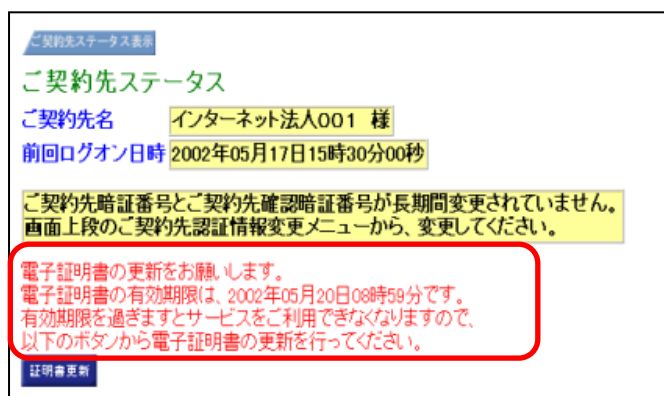 ご契約先ステータス表示
ご契約先ステータス
ご契約先名 インターネット法人001 様
前回ログオン日時 2002年05月17日15時30分00秒
ご契約先暗証番号とご契約先確認暗証番号が長期間変更されていません。
画面上段のご契約先認証情報変更メニューから、変更してください。
電子証明書の更新をお願いします。
電子証明書の有効期限は、2002年05月20日08時59分です。
有効期限を過ぎますとサービスをご利用できなくなりますので、
以下のボタンから電子証明書の更新を行ってください。
証明書更新